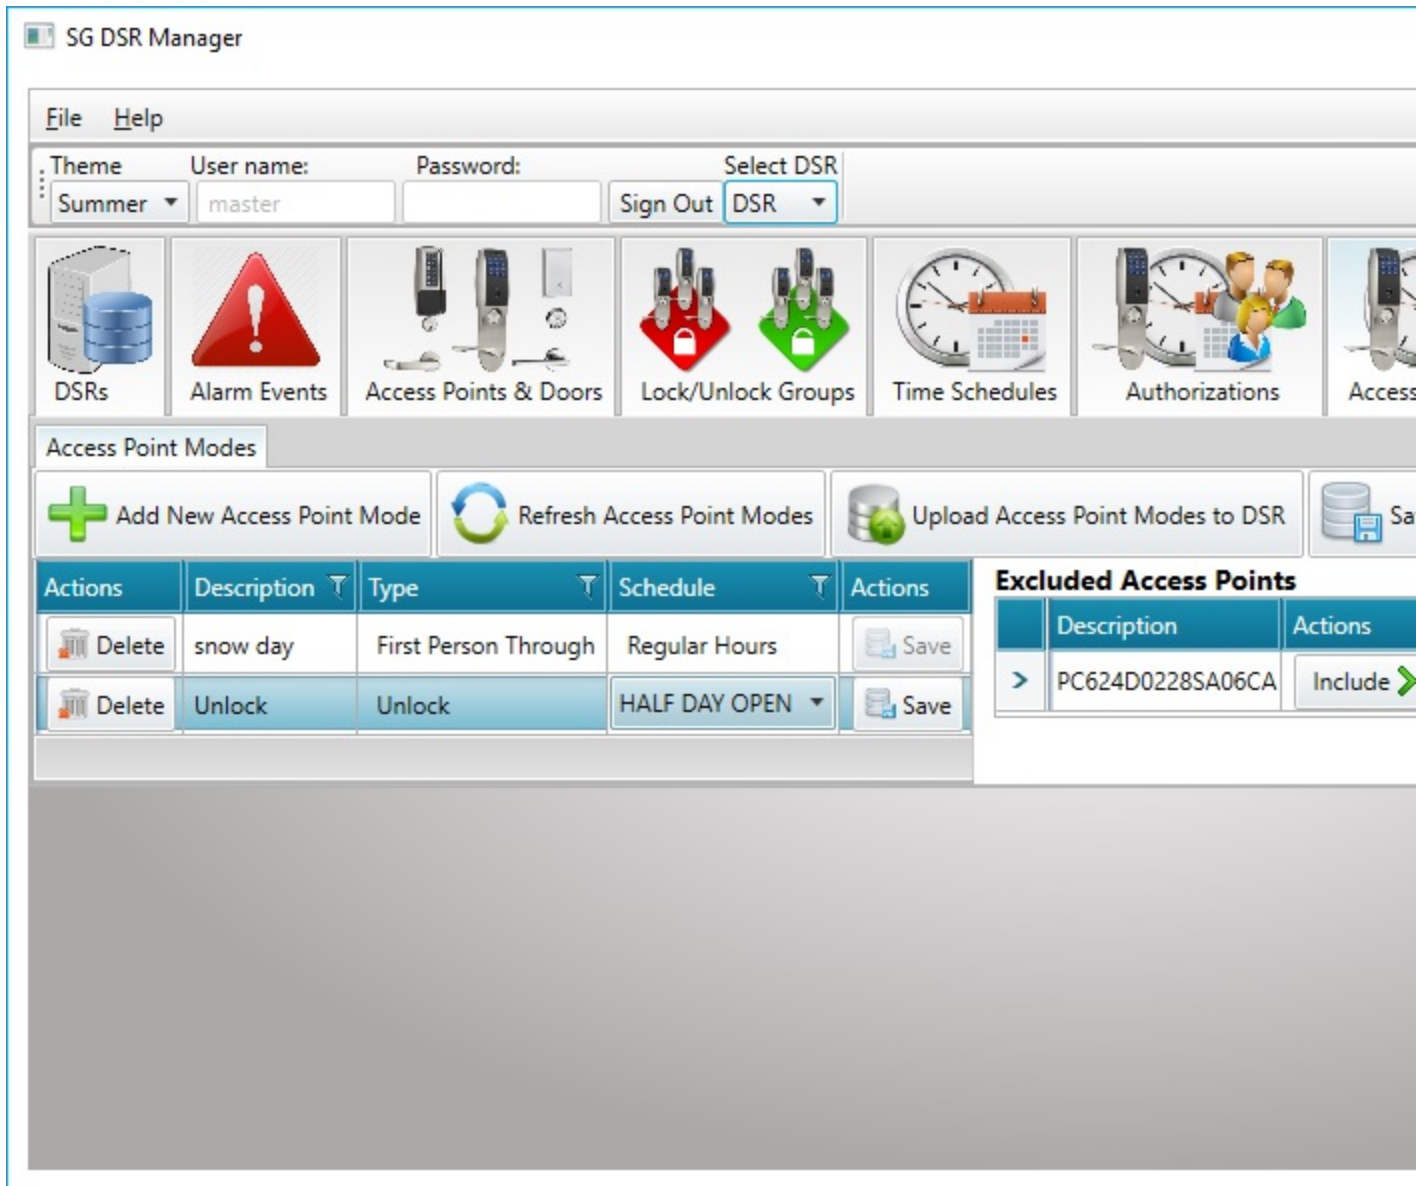 SG DSR Manager
File Help
Theme User name: Password: Select DSR
Summer master Sign Out DSR
DSRs Alarm Events Access Points & Doors Lock/Unlock Groups Time Schedules Authorizations Access
Access Point Modes
Add New Access Point Mode Refresh Access Point Modes Upload Access Point Modes to DSR Sa
Actions Description Type Schedule Actions Excluded Access Points
Description Actions
Delete snow day First Person Through Regular Hours Save
PC624D0228SA06CA Include
Delete Unlock Unlock HALF DAY OPEN Save